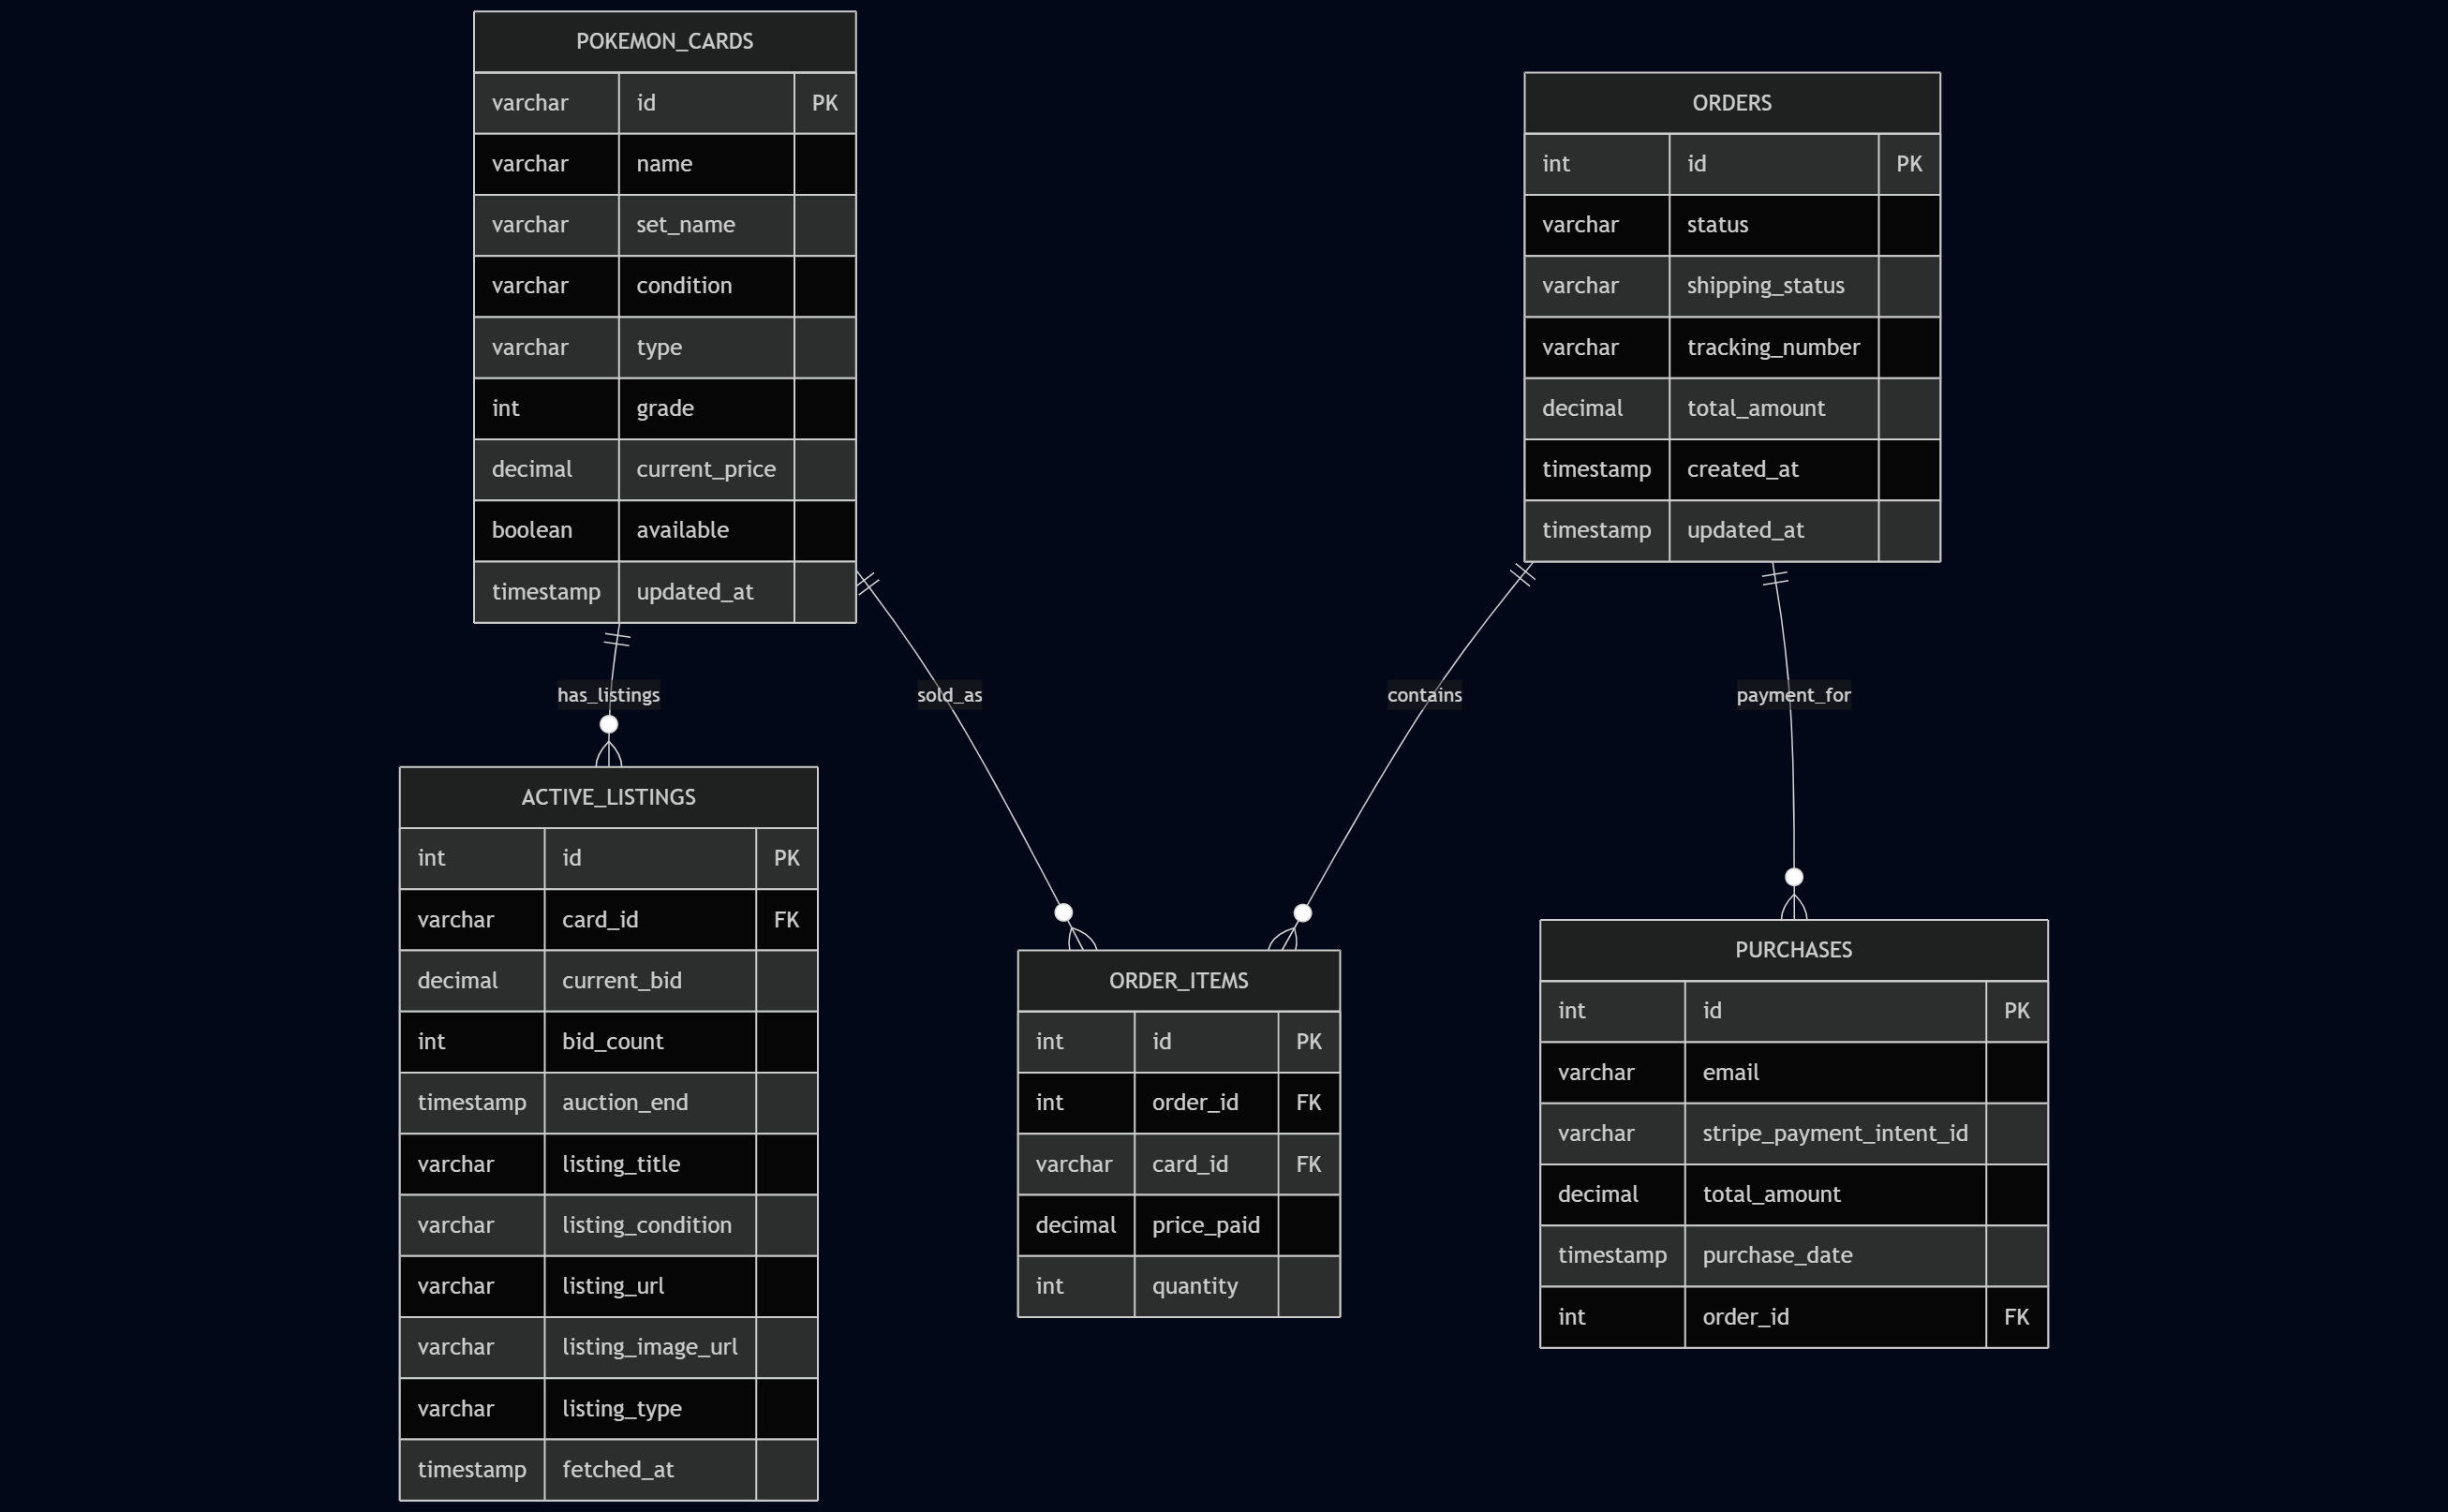 POKEMON_CARDS
varchar id PK
varchar name
varchar set_name
varchar condition
varchar type
int grade
decimal current_price
boolean available
timestamp updated_at
ORDERS
int id PK
varchar status
varchar shipping_status
varchar tracking_number
decimal total_amount
timestamp created_at
timestamp updated_at
has_listings
sold_as
contains
payment_for
ACTIVE_LISTINGS
int id PK
varchar card_id FK
decimal current_bid
int bid_count
timestamp auction_end
varchar listing_title
varchar listing_condition
varchar listing_url
varchar listing_image_url
varchar listing_type
timestamp fetched_at
ORDER_ITEMS
int id PK
int order_id FK
varchar card_id FK
decimal price_paid
int quantity
PURCHASES
int id PK
varchar email
varchar stripe_payment_intent_id
decimal total_amount
timestamp purchase_date
int order_id FK